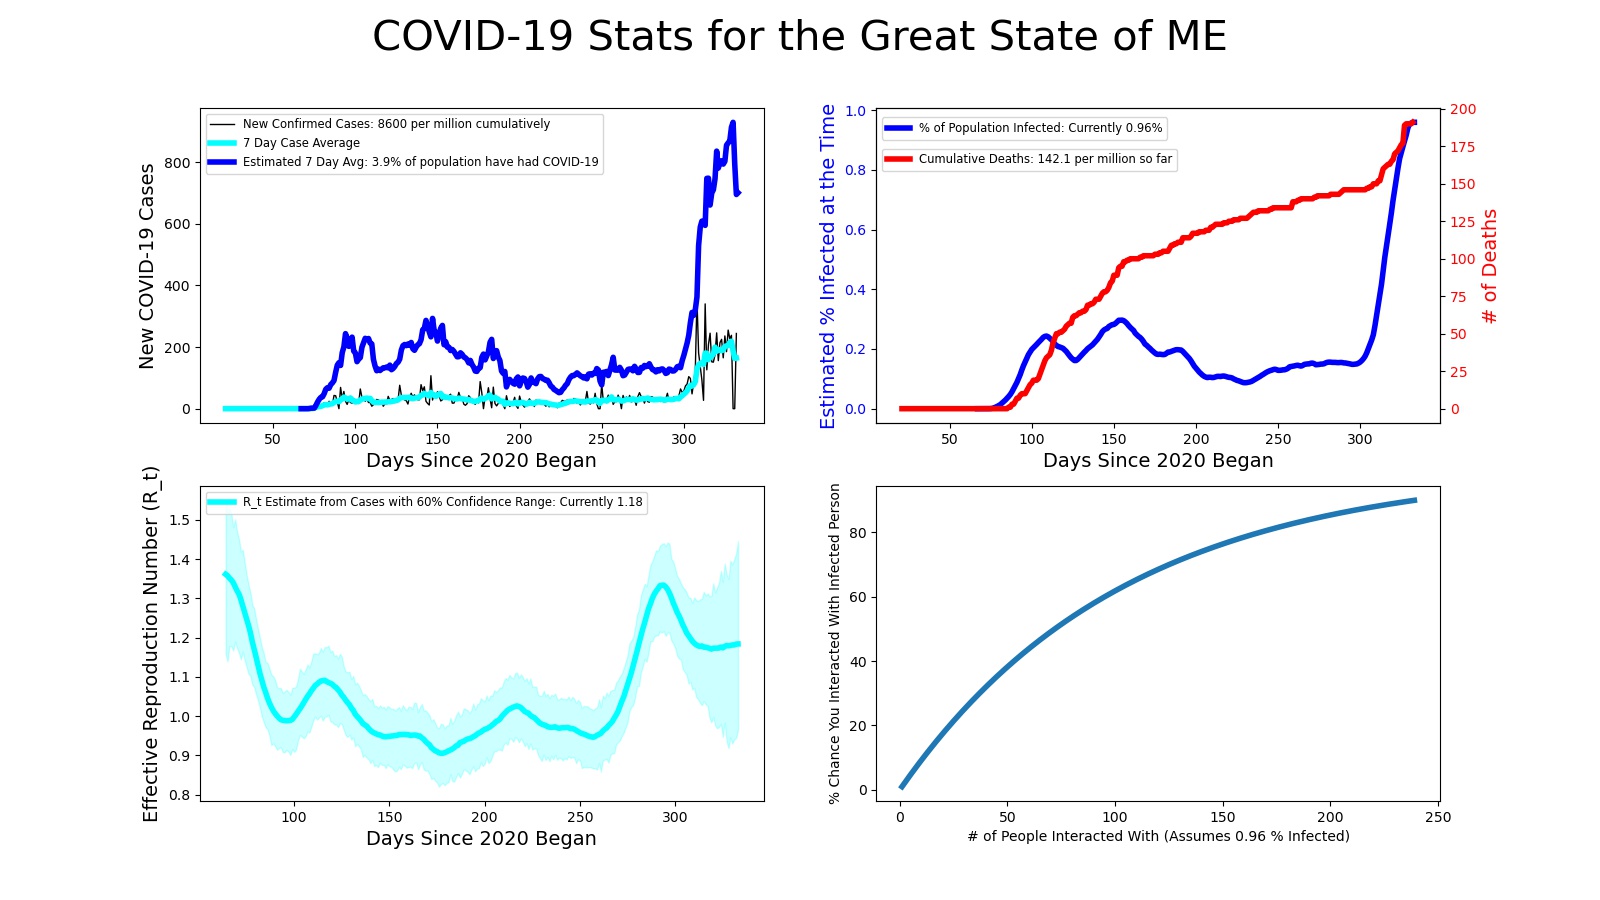 COVID-19 Stats for the Great State of ME
New COVID-19 Cases
800
600
400
200
0
New Confirmed Cases: 8600 per million cumulatively
7 Day Case Average
Estimated 7 Day Avg: 3.9% of population have had COVID-19
50 100 150 200 250 300
Days Since 2020 Began
Estimated % Infected at the Time
1.0
0.8
0.6
0.4
0.2
0.0
% of Population Infected: Currently 0.96%
Cumulative Deaths: 142.1 per million so far
200
175
150
125
100
75
50
25
0
# of Deaths
50 100 150 200 250 300
Days Since 2020 Began
Effective Reproduction Number (R_t)
1.5
1.4
1.3
1.2
1.1
1.0
0.9
0.8
R_t Estimate from Cases with 60% Confidence Range: Currently 1.18
100 150 200 250 300
Days Since 2020 Began
% Chance You Interacted With Infected Person
80
60
40
20
0
0 50 100 150 200 250
# of People Interacted With (Assumes 0.96 % Infected)